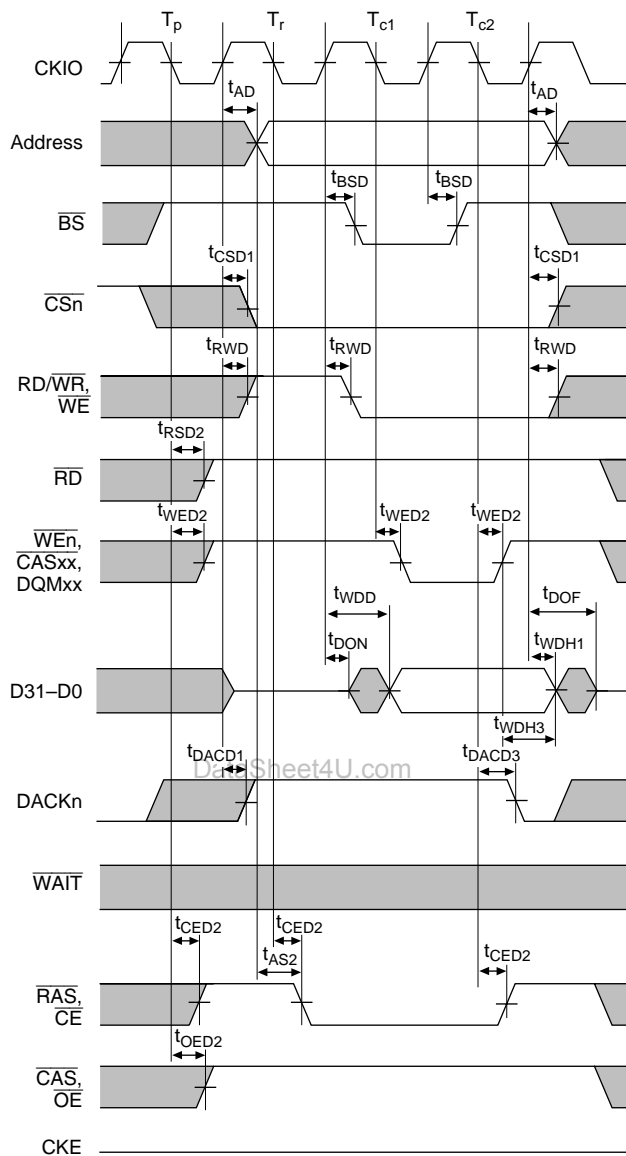 Tp Tr Tc1 Tc2
CKIO
tAD tAD
Address
tBSD tBSD
BS
tCSD1 tCSD1
CSn
tRWD tRWD tRWD
RD/WR,
WE
tRSD2
RD
tWED2 tWED2 tWED2
WEn,
CASxx,
DQMxx
tWDD tDOF
tDON tWDH1
D31–D0
tWDH3
tDACD1 tDACD3
DataSheet4U.com
DACKn
WAIT
tCED2 tCED2 tCED2
tAS2
RAS,
CE
tOED2
CAS,
OE
CKE